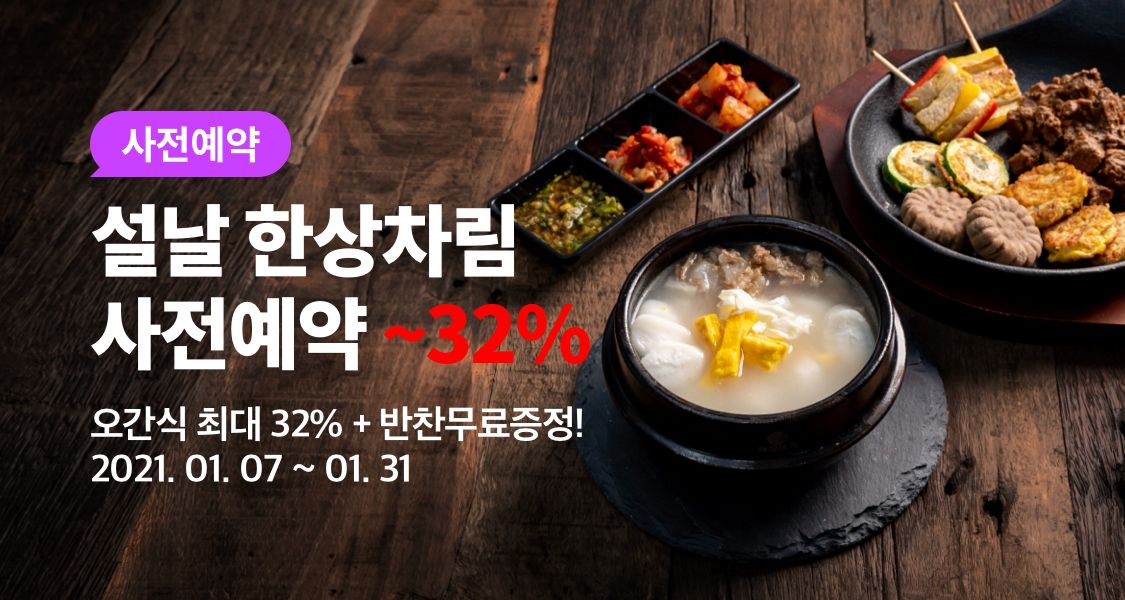 사전예약
설날 한상차림
사전예약 ~32%
오간식 최대 32% + 반찬무료증정!
2021. 01. 07 ~ 01. 31